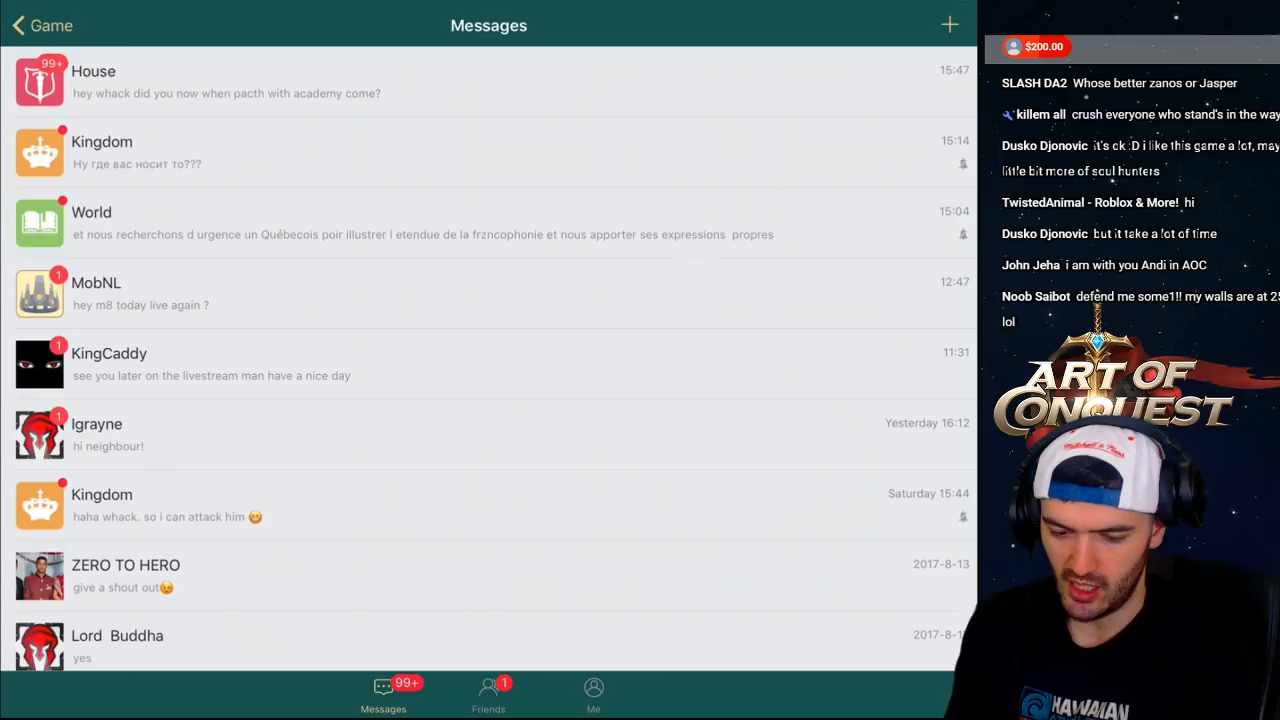 Game
Messages
+
99+
House
15:47
hey whack did you now when pacth with academy come?
Kingdom
15:14
Ну где вас носит то???
World
15:04
et nous recherchons d urgence un Québecois poir illustrer l etendue de la frzncophonie et nous apporter ses expressions propres
1
MobNL
12:47
hey m8 today live again ?
1
KingCaddy
11:31
see you later on the livestream man have a nice day
1
Igrayne
Yesterday 16:12
hi neighbour!
Kingdom
Saturday 15:44
haha whack. so i can attack him 😁
ZERO TO HERO
2017-8-13
give a shout out😉
Lord Buddha
yes
99+
Messages
1
Friends
Me
$200.00
SLASH DA2 Whose better zanos or Jasper
killem all crush everyone who stand's in the way
Dusko Djonovic it's ok :D i like this game a lot, may
little bit more of soul hunters
TwistedAnimal - Roblox & More! hi
Dusko Djonovic but it take a lot of time
John Jeha i am with you Andi in AOC
Noob Saibot defend me some1!! my walls are at 25
lol
ART OF
CONQUEST
HAWAIIAN